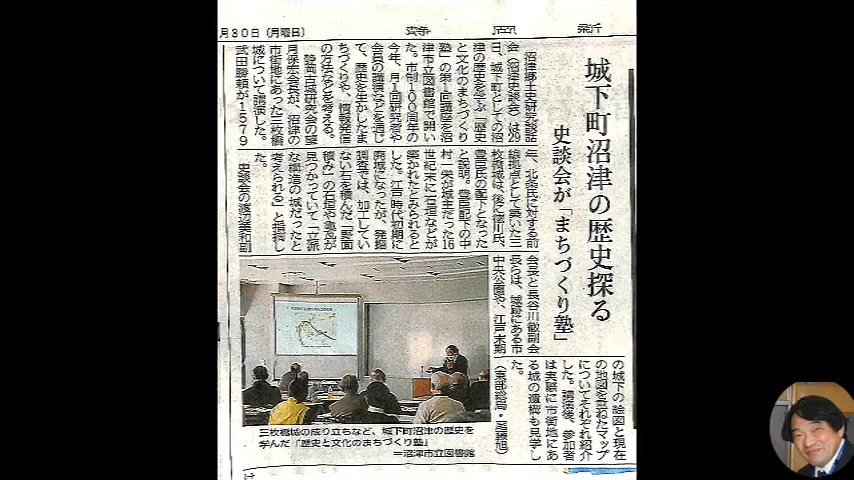 月30日(月曜日)
静岡新聞
城下町沼津の歴史探る
史談会が「まちづくり塾」
沼津郷土史研究談話
会(沼津史談会)は29
日、城下町としての沼
津の歴史を学ぶ「歴史
と文化のまちづくり
塾」の第1回講座を沼
津市立図書館で開い
た。市制100周年の
今年、月1回研究者や
会員の講演などを通じ
て、歴史を生かしたま
ちづくりや、情報発信
の方法などを考える。
静岡古城研究会の望
月保宏会長が、沼津の
市街地にあった三枚橋
城について講演した。
武田勝頼が1579
年、北条氏に対する前
線拠点として築いた三
枚橋城は、後に徳川氏、
豊臣氏の配下となった
と説明。豊臣配下の中
村一栄が城主だった16
世紀末に石垣などが
築かれたとみられると
した。江戸時代初期に
廃城になったが、発掘
調査では、加工してい
ない石を積んだ「野面
積み」の石垣や鬼瓦が
見つかっていて「立派
な構造の城だったと
考えられる」と指摘し
た。
史談会の渡辺美和副
会長と長谷川徹副会
長らは、城跡にある市
中央公園や、江戸末期
の城下の絵図と現在
の地図を重ねたマップ
についてそれぞれ紹介
した。講演後、参加者
は実際に市街地にあ
る城の遺構も見学し
た。
(東部総局・尾藤旭)
三枚橋城の成り立ちなど、城下町沼津の歴史を
学んだ「歴史と文化のまちづくり塾」
=沼津市立図書館